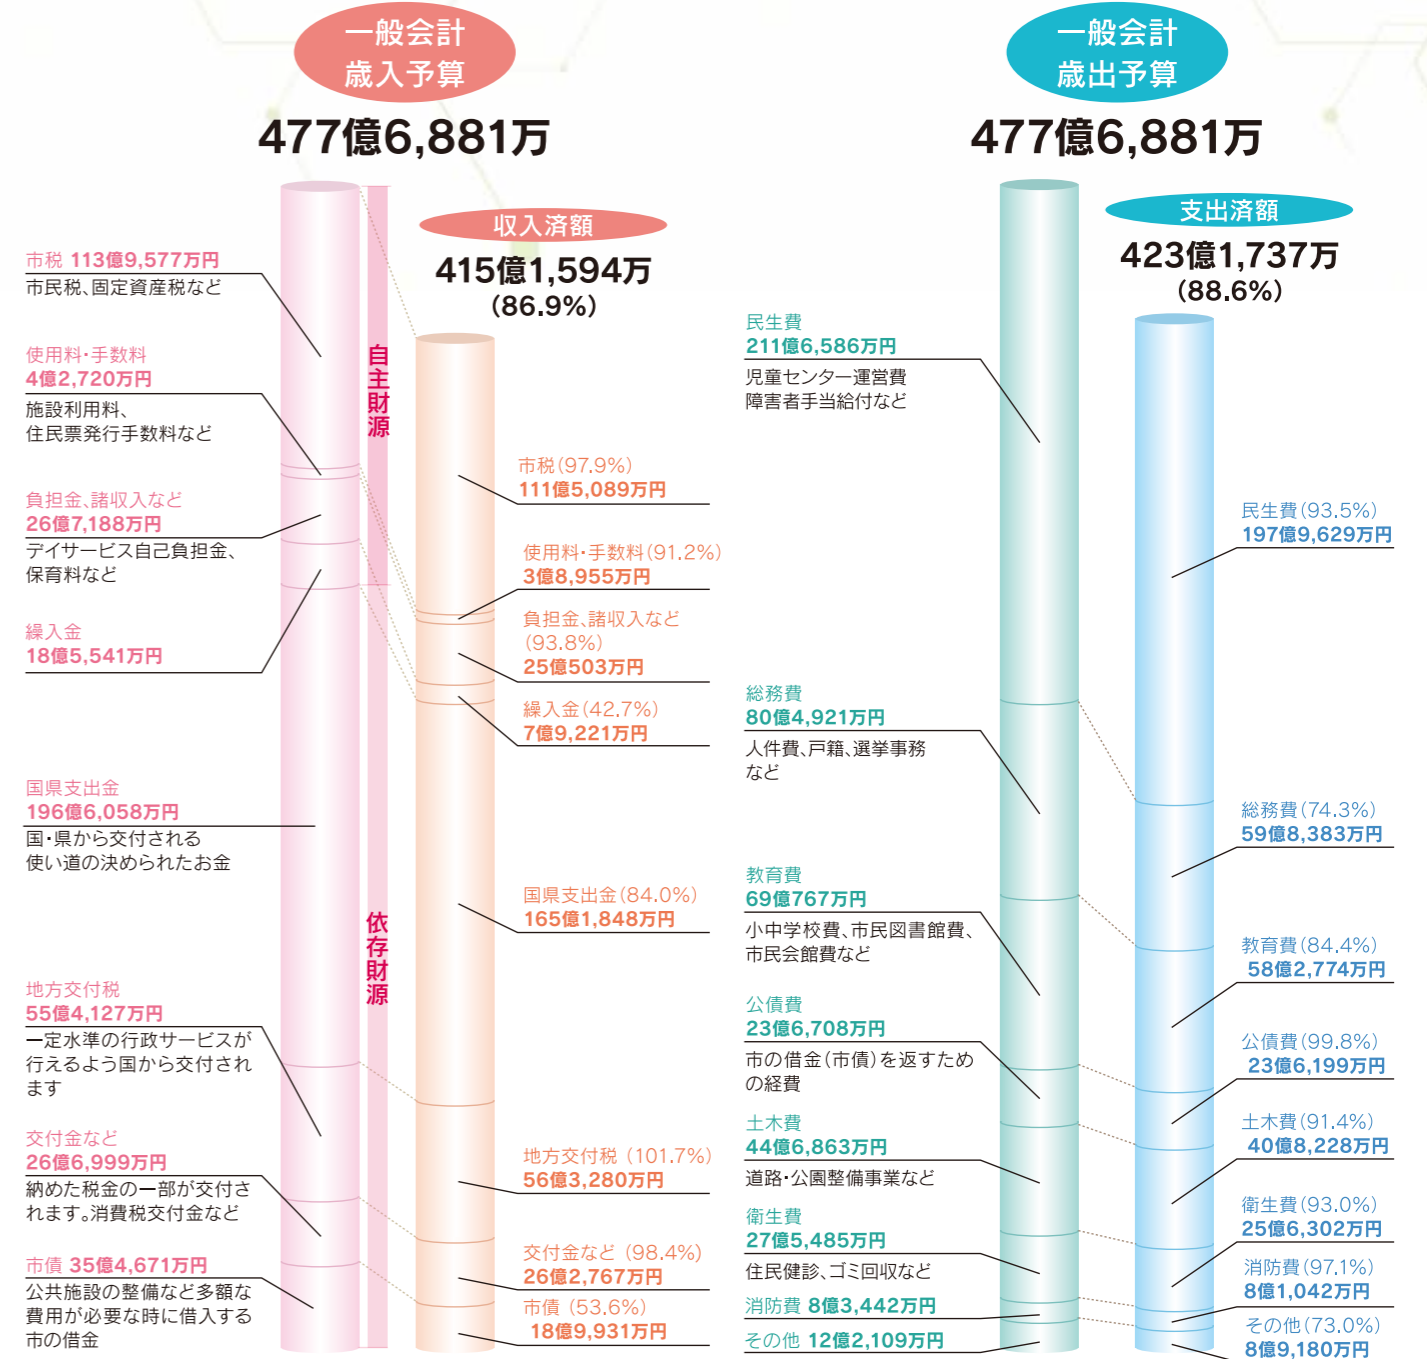 一般会計
歳入予算
477億6,881万
収入済額
415億1,594万
(86.9%)
市税 113億9,577万円
市民税、固定資産税など
使用料・手数料
4億2,720万円
施設利用料、
住民票発行手数料など
負担金、諸収入など
26億7,188万円
デイサービス自己負担金、
保育料など
繰入金
18億5,541万円
国県支出金
196億6,058万円
国・県から交付される
使い道の決められたお金
地方交付税
55億4,127万円
一定水準の行政サービスが
行えるよう国から交付され
ます
交付金など
26億6,999万円
納めた税金の一部が交付さ
れます。消費税交付金など
市債 35億4,671万円
公共施設の整備など多額な
費用が必要な時に借入する
市の借金
自主財源
依存財源
市税(97.9%)
111億5,089万円
使用料・手数料(91.2%)
3億8,955万円
負担金、諸収入など
(93.8%)
25億503万円
繰入金(42.7%)
7億9,221万円
国県支出金(84.0%)
165億1,848万円
地方交付税 (101.7%)
56億3,280万円
交付金など (98.4%)
26億2,767万円
市債 (53.6%)
18億9,931万円
一般会計
歳出予算
477億6,881万
支出済額
423億1,737万
(88.6%)
民生費
211億6,586万円
児童センター運営費
障害者手当給付など
総務費
80億4,921万円
人件費、戸籍、選挙事務
など
教育費
69億767万円
小中学校費、市民図書館費、
市民会館費など
公債費
23億6,708万円
市の借金(市債)を返すため
の経費
土木費
44億6,863万円
道路・公園整備事業など
衛生費
27億5,485万円
住民健診、ゴミ回収など
消防費 8億3,442万円
その他 12億2,109万円
民生費(93.5%)
197億9,629万円
総務費(74.3%)
59億8,383万円
教育費(84.4%)
58億2,774万円
公債費(99.8%)
23億6,199万円
土木費(91.4%)
40億8,228万円
衛生費(93.0%)
25億6,302万円
消防費(97.1%)
8億1,042万円
その他(73.0%)
8億9,180万円